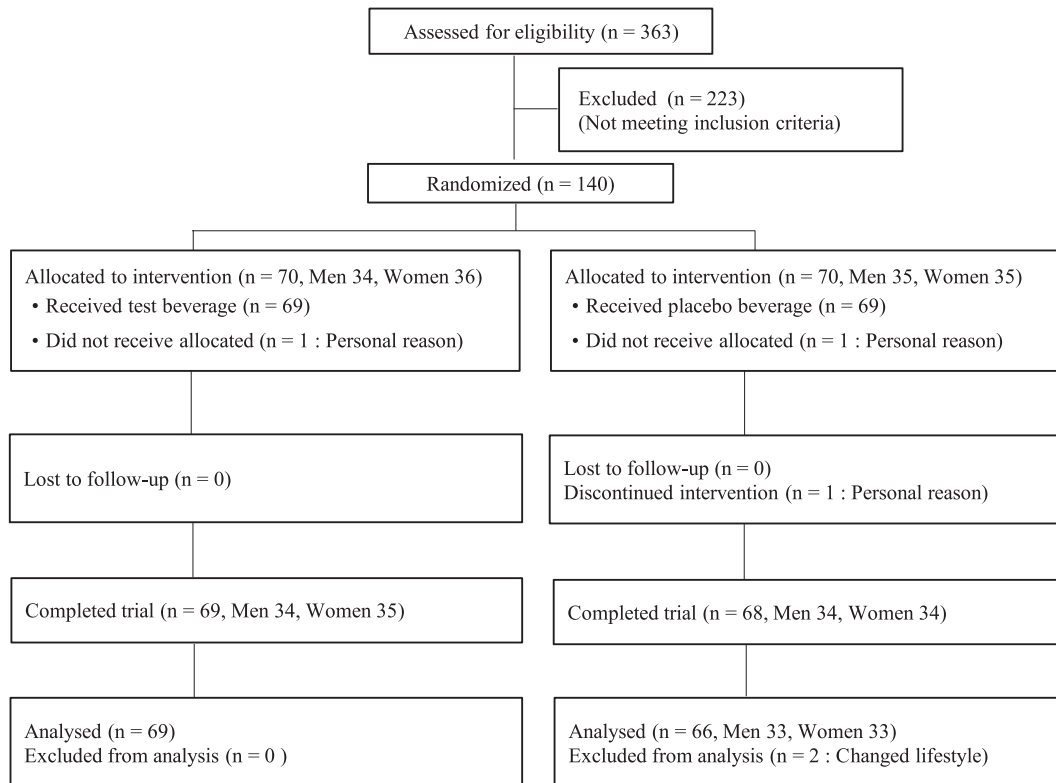 Assessed for eligibility (n = 363)
Excluded (n = 223)
(Not meeting inclusion criteria)
Randomized (n = 140)
Allocated to intervention (n = 70, Men 34, Women 36)
• Received test beverage (n = 69)
• Did not receive allocated (n = 1 : Personal reason)
Allocated to intervention (n = 70, Men 35, Women 35)
• Received placebo beverage (n = 69)
• Did not receive allocated (n = 1 : Personal reason)
Lost to follow-up (n = 0)
Lost to follow-up (n = 0)
Discontinued intervention (n = 1 : Personal reason)
Completed trial (n = 69, Men 34, Women 35)
Completed trial (n = 68, Men 34, Women 34)
Analysed (n = 69)
Excluded from analysis (n = 0 )
Analysed (n = 66, Men 33, Women 33)
Excluded from analysis (n = 2 : Changed lifestyle)